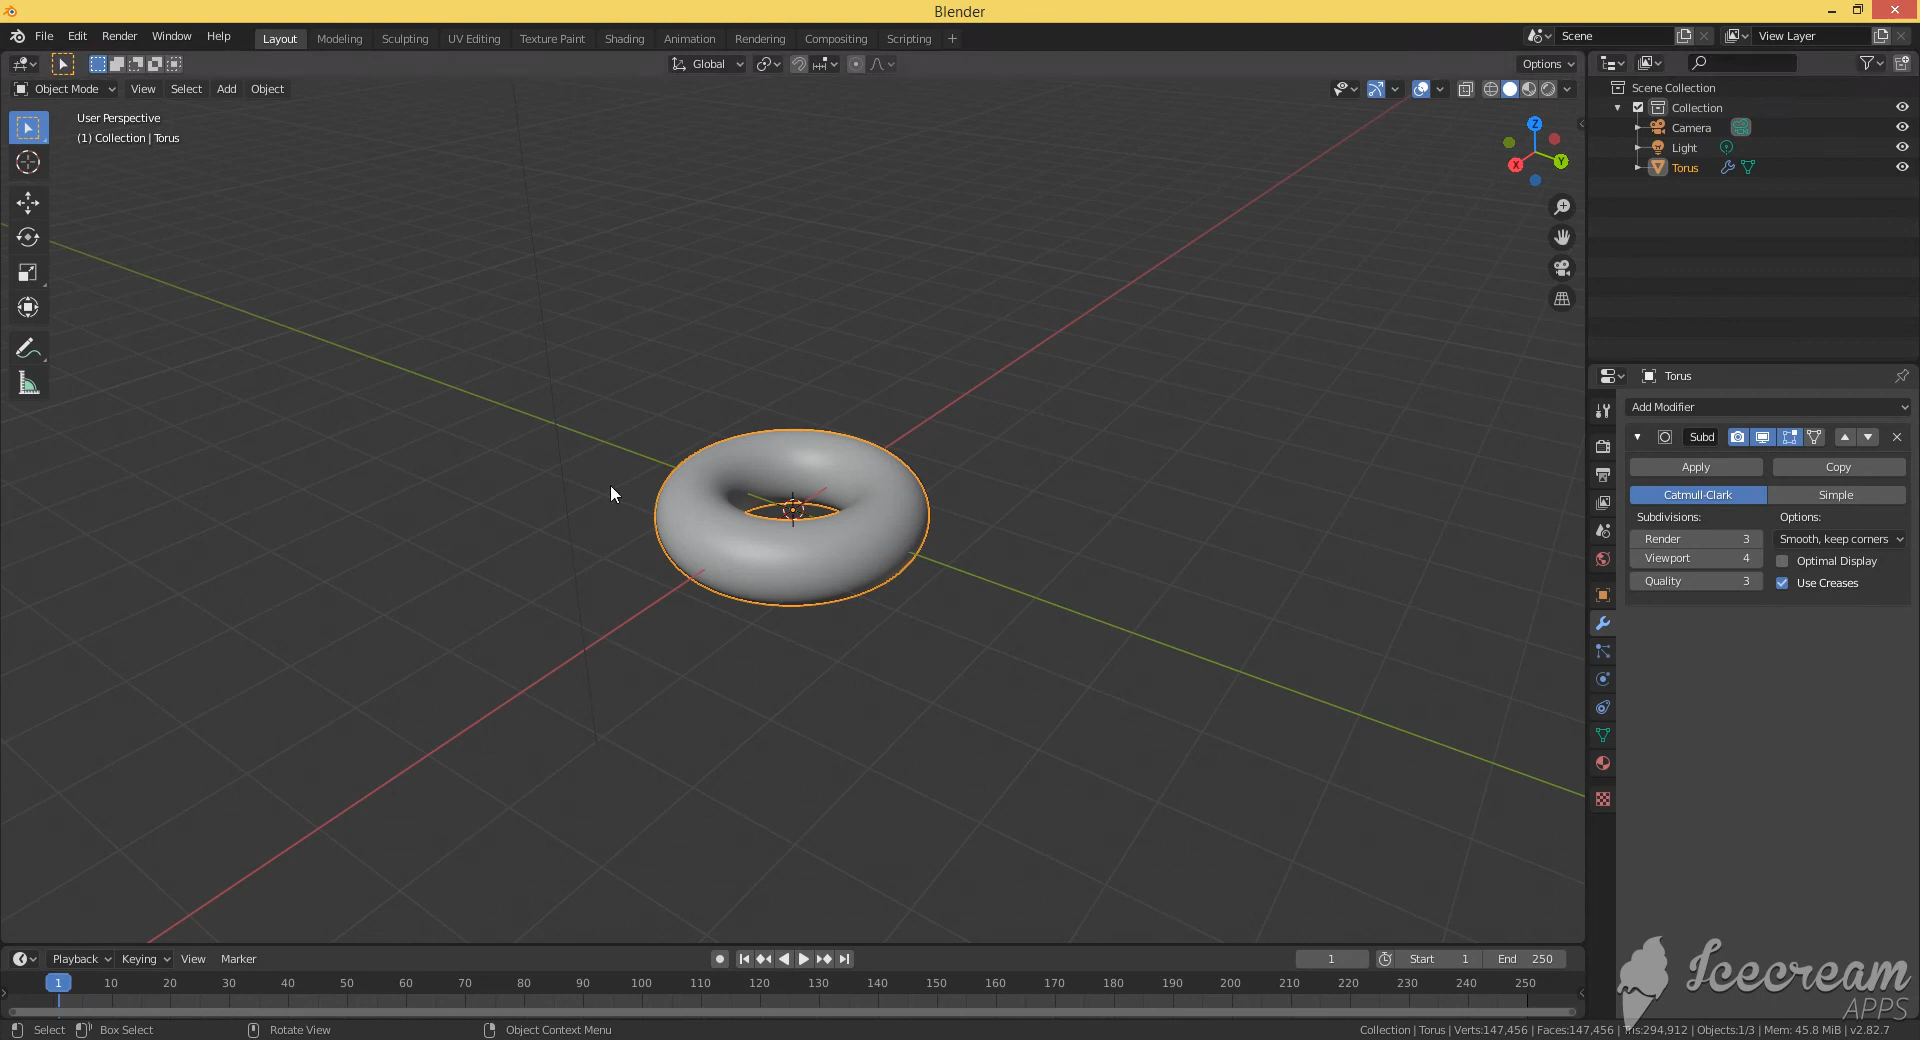 Blender
File Edit Render Window Help Layout Modeling Sculpting UV Editing Texture Paint Shading Animation Rendering Compositing Scripting + Scene View Layer
Global Options
Object Mode View Select Add Object
User Perspective
(1) Collection | Torus
Z
X
Y
Scene Collection
Collection
Camera
Light
Torus
Torus
Add Modifier
Subd
Apply Copy
Catmull-Clark Simple
Subdivisions: Options:
Render 3 Smooth, keep corners
Viewport 4 Optimal Display
Quality 3 Use Creases
Playback Keying View Marker 1 Start 1 End 250
1 10 20 30 40 50 60 70 80 90 100 110 120 130 140 150 160 170 180 190 200 210 220 230 240 250
Select Box Select Rotate View Object Context Menu Collection | Torus | Verts:147,456 | Faces:147,456 | Tris:294,912 | Objects:1/3 | Mem: 45.8 MiB | v2.82.7
Icecream
APPS